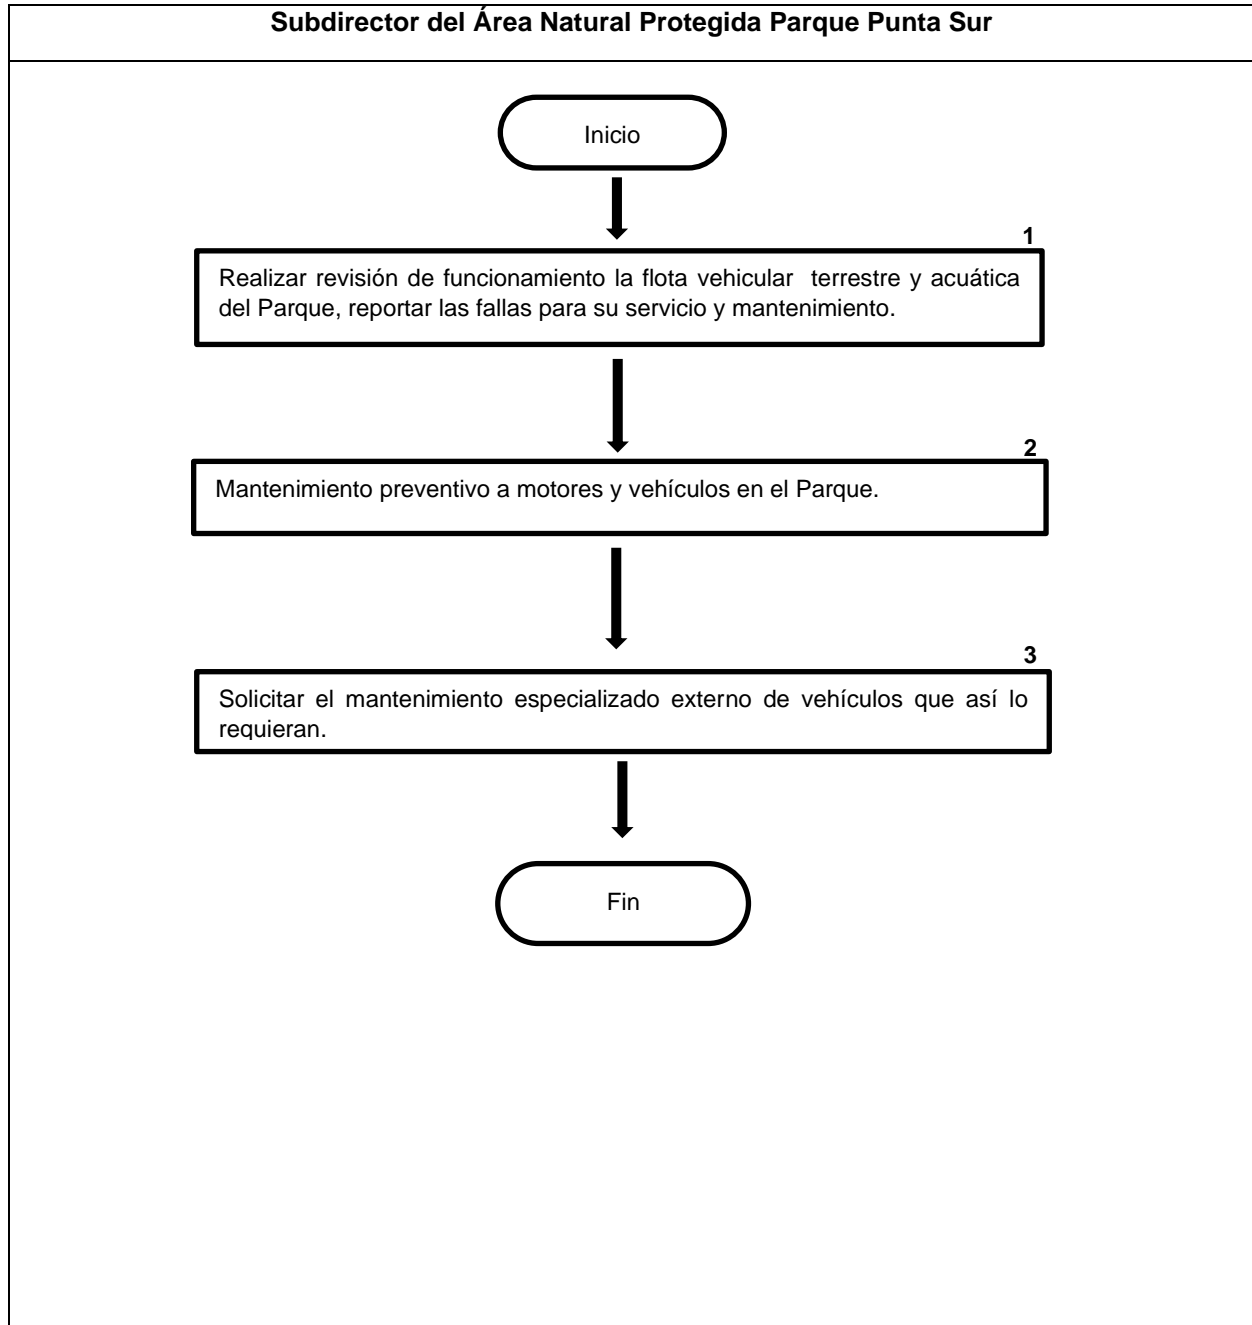 Subdirector del Área Natural Protegida Parque Punta Sur
Inicio
1
Realizar revisión de funcionamiento la flota vehicular terrestre y acuática
del Parque, reportar las fallas para su servicio y mantenimiento.
2
Mantenimiento preventivo a motores y vehículos en el Parque.
3
Solicitar el mantenimiento especializado externo de vehículos que así lo
requieran.
Fin